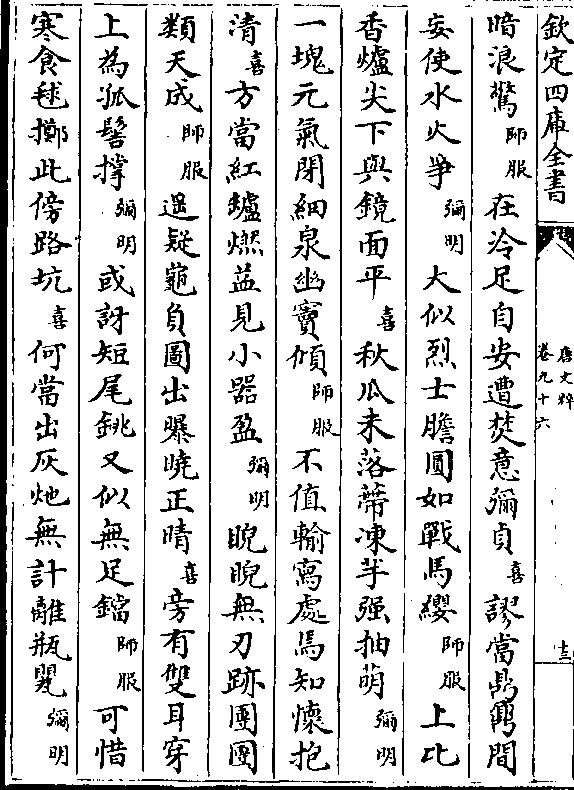 欽定四庫全書
唐文粹
卷九十六
十三
暗浪驚師服在冷足自安遭焚意彌貞喜謬當鼎鼐間
妄使水火爭彌明大似烈士膽圓如戰馬纓師服上比
香爐尖下與鏡面平喜秋瓜未落蔕凍芋强抽萌彌明
一塊元氣閉細泉幽竇傾師服不值輸寫處焉知懷抱
清喜方當紅爐燃益見小器盈彌明睆睆無刃跡團團
類天成師服遥疑龜負圖出曝曉正晴喜旁有雙耳穿
上為孤髻撑彌明或訝短尾銚又似無足鐺師服可惜
寒食毬擲此傍路坑喜何當出灰灺無計離瓶甖彌明